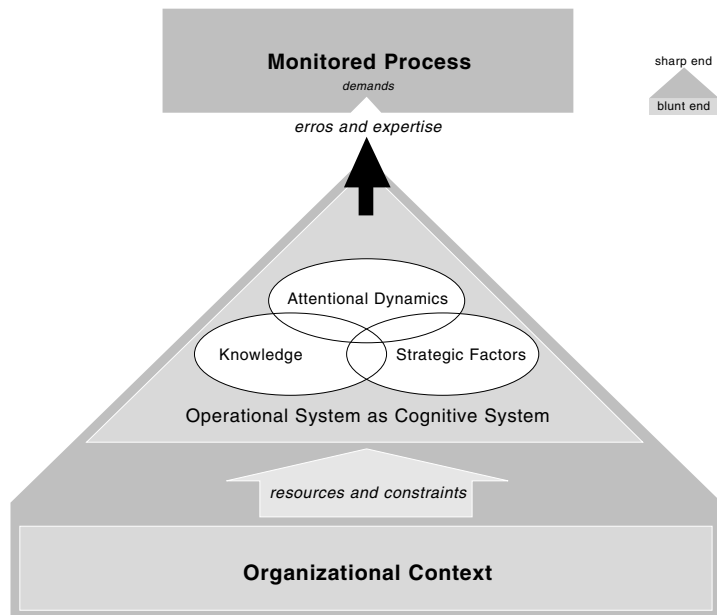 Monitored Process
demands
erros and expertise
sharp end
blunt end
Attentional Dynamics
Knowledge
Strategic Factors
Operational System as Cognitive System
resources and constraints
Organizational Context